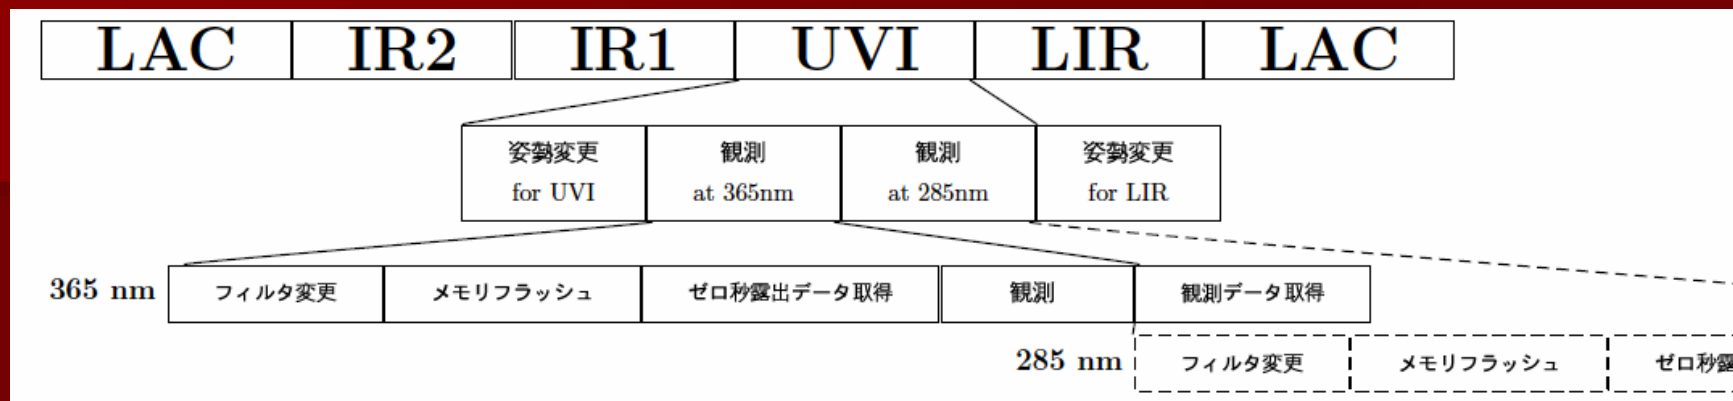 LAC IR2 IR1 UVI LIR LAC
姿勢変更 観測 観測 姿勢変更
for UVI at 365nm at 285nm for LIR
365 nm フィルタ変更 メモリフラッシュ ゼロ秒露出データ取得 観測 観測データ取得
285 nm フィルタ変更 メモリフラッシュ ゼロ秒露